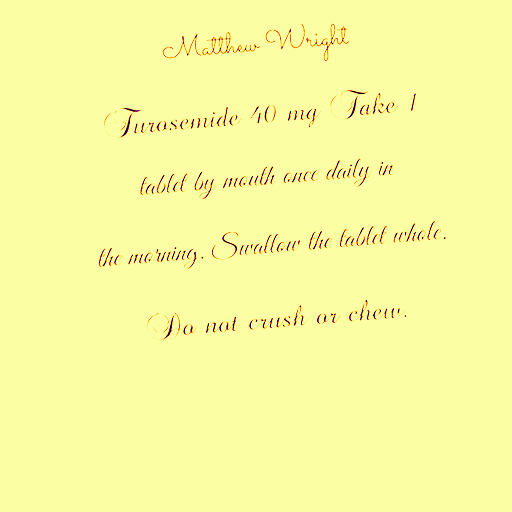 Matthew Wright
Furosemide 40 mg Take 1
tablet by mouth once daily in
the morning. Swallow the tablet whole.
Do not crush or chew.